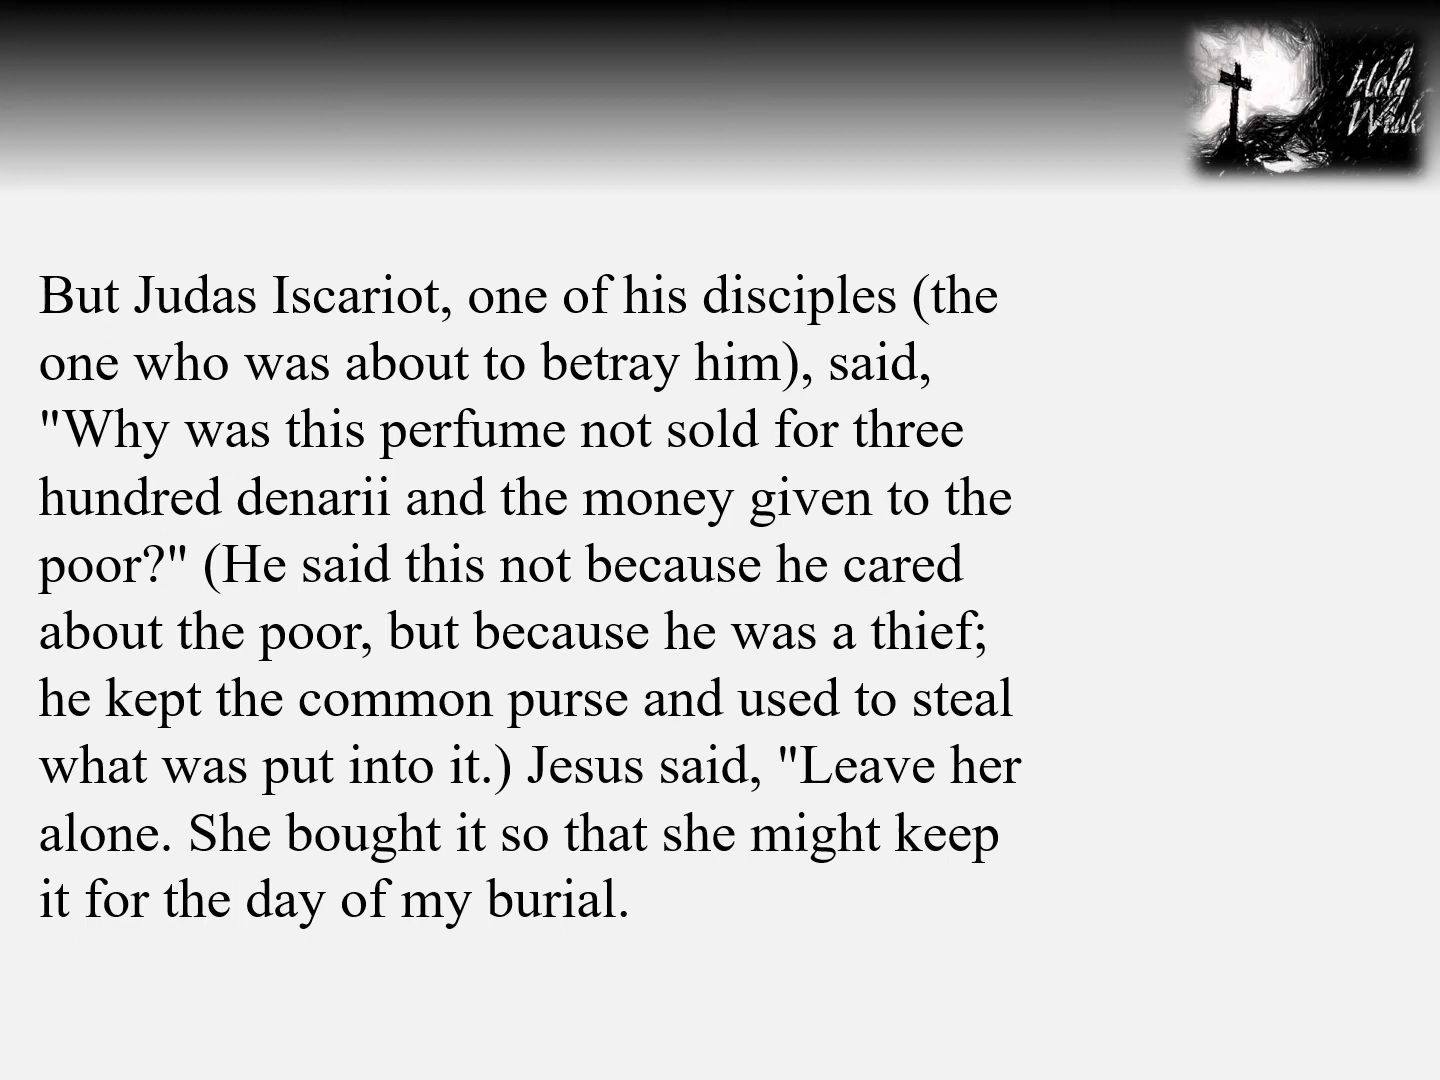 Holy
Week
But Judas Iscariot, one of his disciples (the
one who was about to betray him), said,
"Why was this perfume not sold for three
hundred denarii and the money given to the
poor?" (He said this not because he cared
about the poor, but because he was a thief;
he kept the common purse and used to steal
what was put into it.) Jesus said, "Leave her
alone. She bought it so that she might keep
it for the day of my burial.